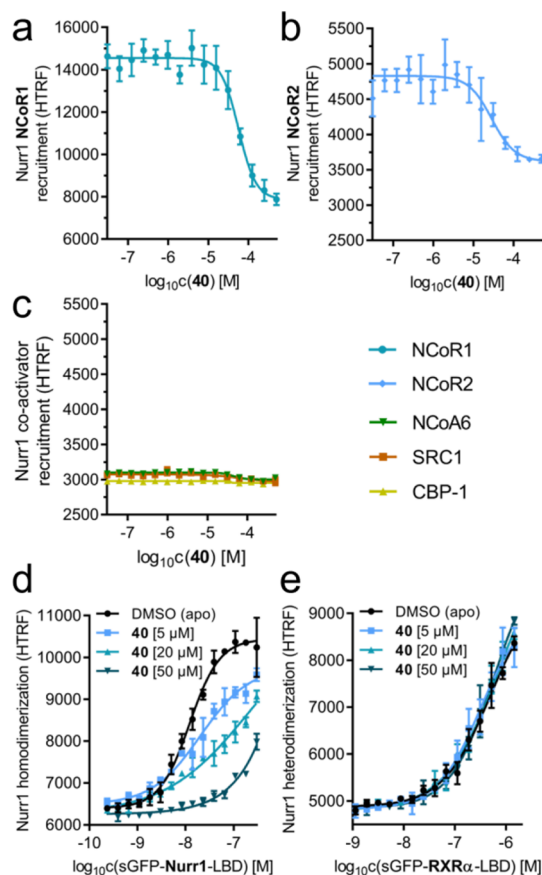 a
Nurr1 NCoR1
recruitment (HTRF)
16000
14000
12000
10000
8000
6000
-7 -6 -5 -4
log10c(40) [M]
b
Nurr1 NCoR2
recruitment (HTRF)
5500
5000
4500
4000
3500
3000
2500
-7 -6 -5 -4
log10c(40) [M]
c
Nurr1 co-activator
recruitment (HTRF)
5500
5000
4500
4000
3500
3000
2500
-7 -6 -5 -4
log10c(40) [M]
NCoR1
NCoR2
NCoA6
SRC1
CBP-1
d
Nurr1 homodimerization (HTRF)
11000
10000
9000
8000
7000
6000
DMSO (apo)
40 [5 µM]
40 [20 µM]
40 [50 µM]
-10 -9 -8 -7
log10c(sGFP-Nurr1-LBD) [M]
e
Nurr1 heterodimerization (HTRF)
9000
8000
7000
6000
5000
DMSO (apo)
40 [5 µM]
40 [20 µM]
40 [50 µM]
-9 -8 -7 -6
log10c(sGFP-RXRα-LBD) [M]